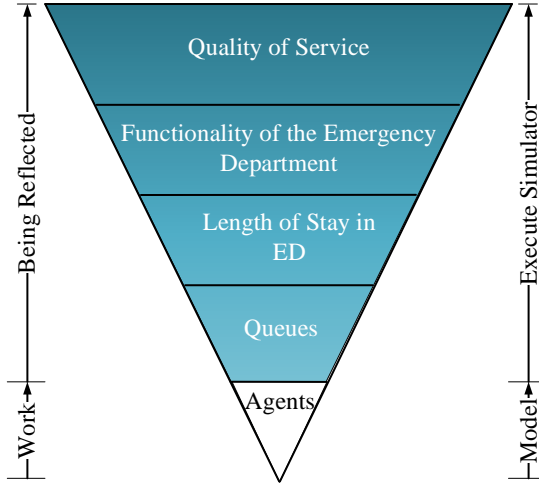 Quality of Service
Functionality of the Emergency
Department
Length of Stay in
ED
Queues
Agents
Being Reflected
Work
Execute Simulator
Model